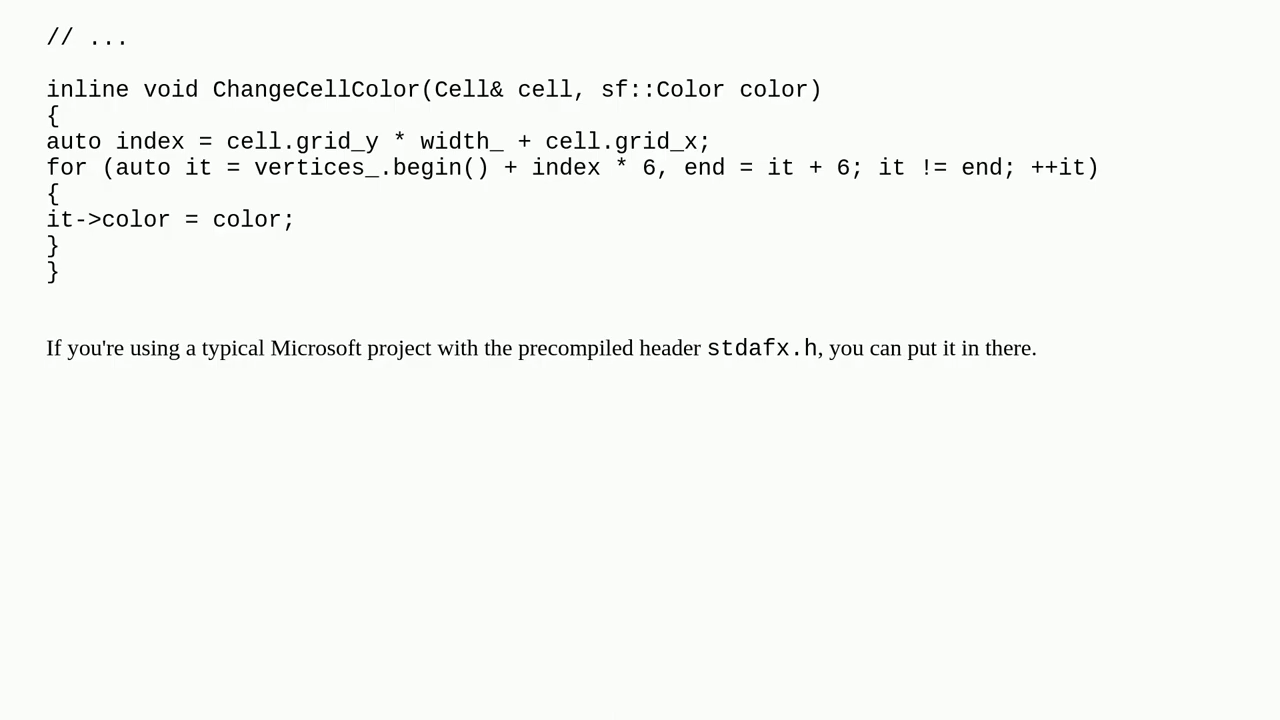 // ...
inline void ChangeCellColor(Cell& cell, sf::Color color)
{
auto index = cell.grid_y * width_ + cell.grid_x;
for (auto it = vertices_.begin() + index * 6, end = it + 6; it != end; ++it)
{
it->color = color;
}
}
If you're using a typical Microsoft project with the precompiled header stdafx.h, you can put it in there.